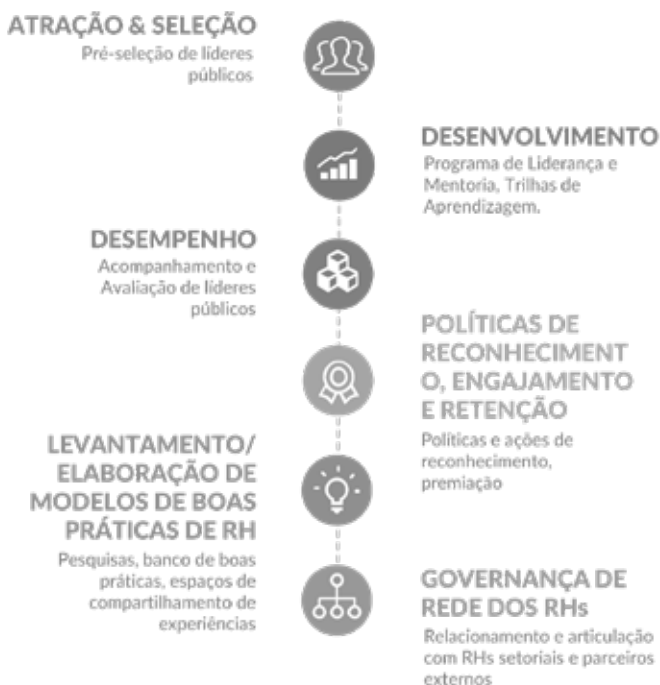 ATRAÇÃO & SELEÇÃO
Pré-seleção de líderes
públicos
DESENVOLVIMENTO
Programa de Liderança e
Mentoria, Trilhas de
Aprendizagem.
DESEMPENHO
Acompanhamento e
Avaliação de líderes
públicos
POLÍTICAS DE
RECONHECIMENT
O, ENGAJAMENTO
E RETENÇÃO
Políticas e ações de
reconhecimento,
premiação
LEVANTAMENTO/
ELABORAÇÃO DE
MODELOS DE BOAS
PRÁTICAS DE RH
Pesquisas, banco de boas
práticas, espaços de
compartilhamento de
experiências
GOVERNANÇA DE
REDE DOS RHs
Relacionamento e articulação
com RHs setoriais e parceiros
externos